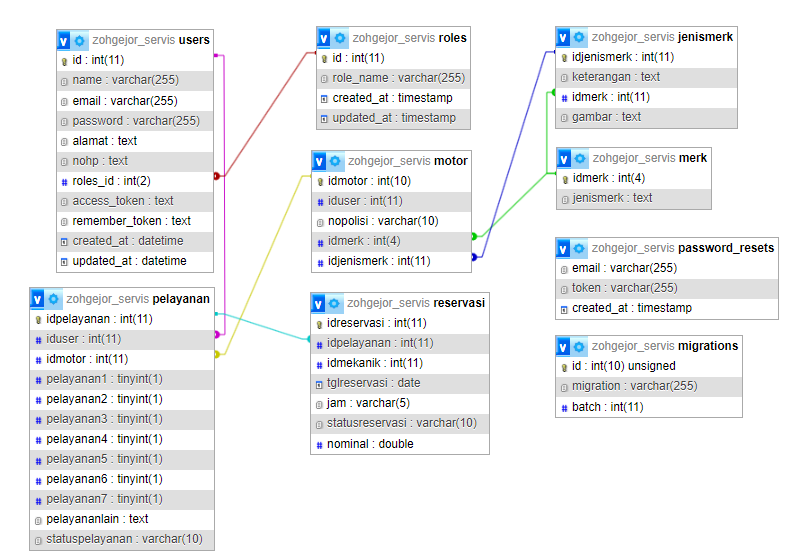 zohgejor_servis users
id : int(11)
name : varchar(255)
email : varchar(255)
password : varchar(255)
alamat : text
nohp : text
roles_id : int(2)
access_token : text
remember_token : text
created_at : datetime
updated_at : datetime
zohgejor_servis roles
id : int(11)
role_name : varchar(255)
created_at : timestamp
updated_at : timestamp
zohgejor_servis jenismerk
idjenismerk : int(11)
keterangan : text
idmerk : int(11)
gambar : text
zohgejor_servis motor
idmotor : int(10)
iduser : int(11)
nopolisi : varchar(10)
idmerk : int(4)
idjenismerk : int(11)
zohgejor_servis merk
idmerk : int(4)
jenismerk : text
zohgejor_servis password_resets
email : varchar(255)
token : varchar(255)
created_at : timestamp
zohgejor_servis pelayanan
idpelayanan : int(11)
iduser : int(11)
idmotor : int(11)
pelayanan1 : tinyint(1)
pelayanan2 : tinyint(1)
pelayanan3 : tinyint(1)
pelayanan4 : tinyint(1)
pelayanan5 : tinyint(1)
pelayanan6 : tinyint(1)
pelayanan7 : tinyint(1)
pelayananlain : text
statuspelayanan : varchar(10)
zohgejor_servis reservasi
idreservasi : int(11)
idpelayanan : int(11)
idmekanik : int(11)
tglreservasi : date
jam : varchar(5)
statusreservasi : varchar(10)
nominal : double
zohgejor_servis migrations
id : int(10) unsigned
migration : varchar(255)
batch : int(11)